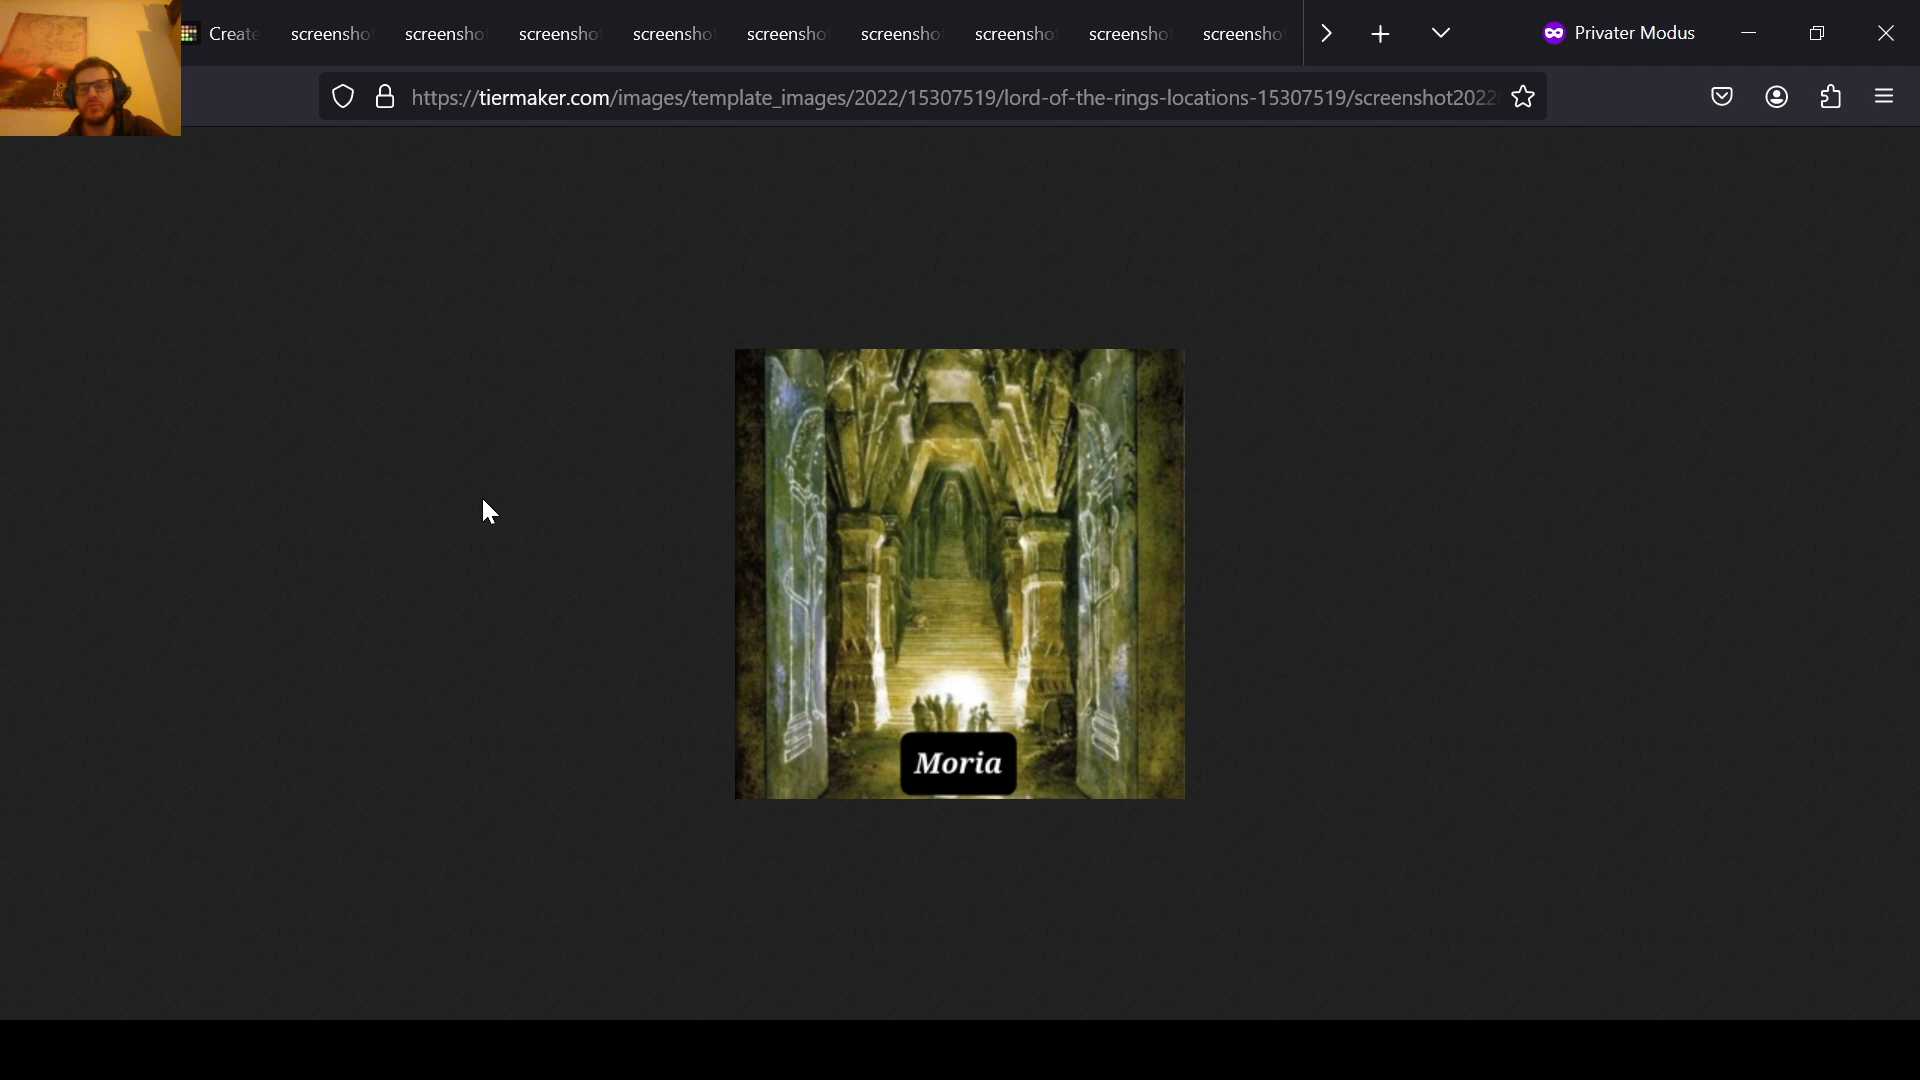 Create
screensho
screensho
screensho
screensho
screensho
screensho
screensho
screensho
screensho
Privater Modus
https://tiermaker.com/images/template_images/2022/15307519/lord-of-the-rings-locations-15307519/screenshot2022
Moria